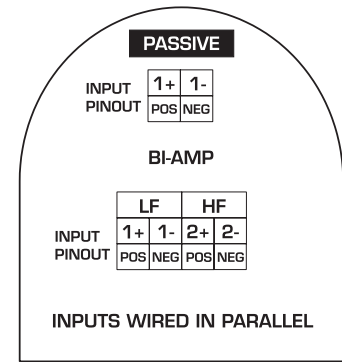 PASSIVE
INPUT 1+ 1-
PINOUT POS NEG
BI-AMP
LF HF
INPUT 1+ 1- 2+ 2-
PINOUT POS NEG POS NEG
INPUTS WIRED IN PARALLEL